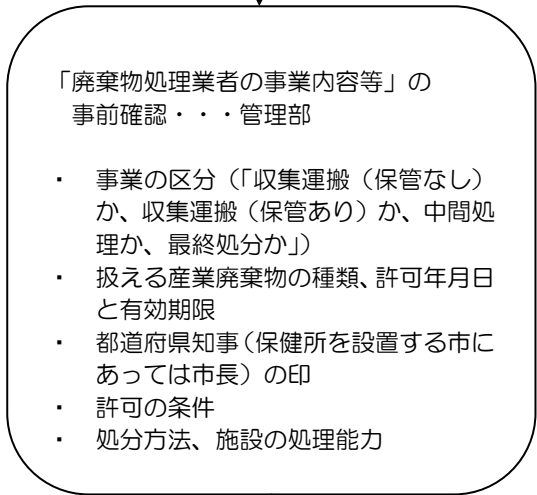 「廃棄物処理業者の事業内容等」の
事前確認・・・管理部
・ 事業の区分（「収集運搬（保管なし）
か、収集運搬（保管あり）か、中間処
理か、最終処分か」）
・ 扱える産業廃棄物の種類、許可年月日
と有効期限
・ 都道府県知事（保健所を設置する市に
あっては市長）の印
・ 許可の条件
・ 処分方法、施設の処理能力